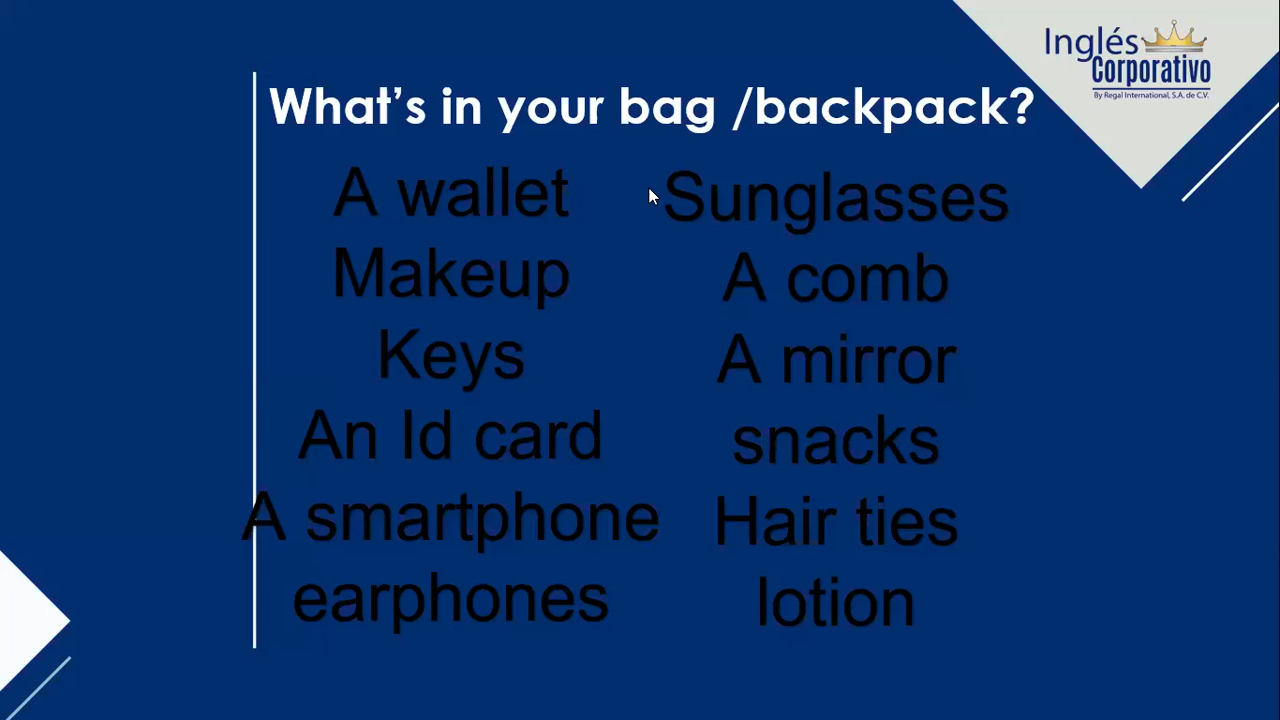 Inglés
Corporativo
By Regal International, S.A. de C.V.
What's in your bag /backpack?
A wallet
Makeup
Keys
An Id card
A smartphone
earphones
Sunglasses
A comb
A mirror
snacks
Hair ties
lotion